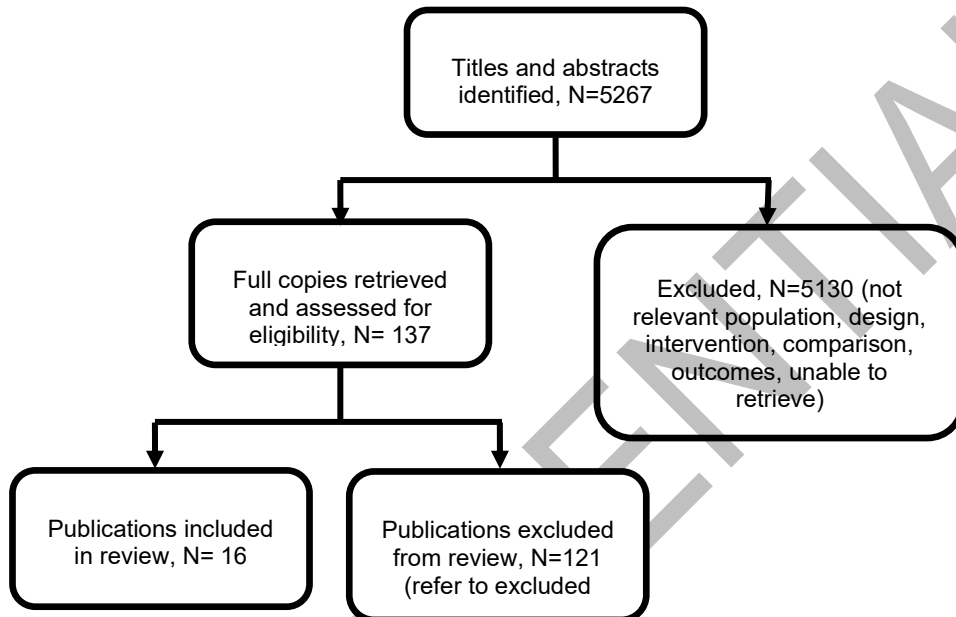 Titles and abstracts
identified, N=5267
Full copies retrieved
and assessed for
eligibility, N= 137
Excluded, N=5130 (not
relevant population, design,
intervention, comparison,
outcomes, unable to
retrieve)
Publications included
in review, N= 16
Publications excluded
from review, N=121
(refer to excluded
ENTIA